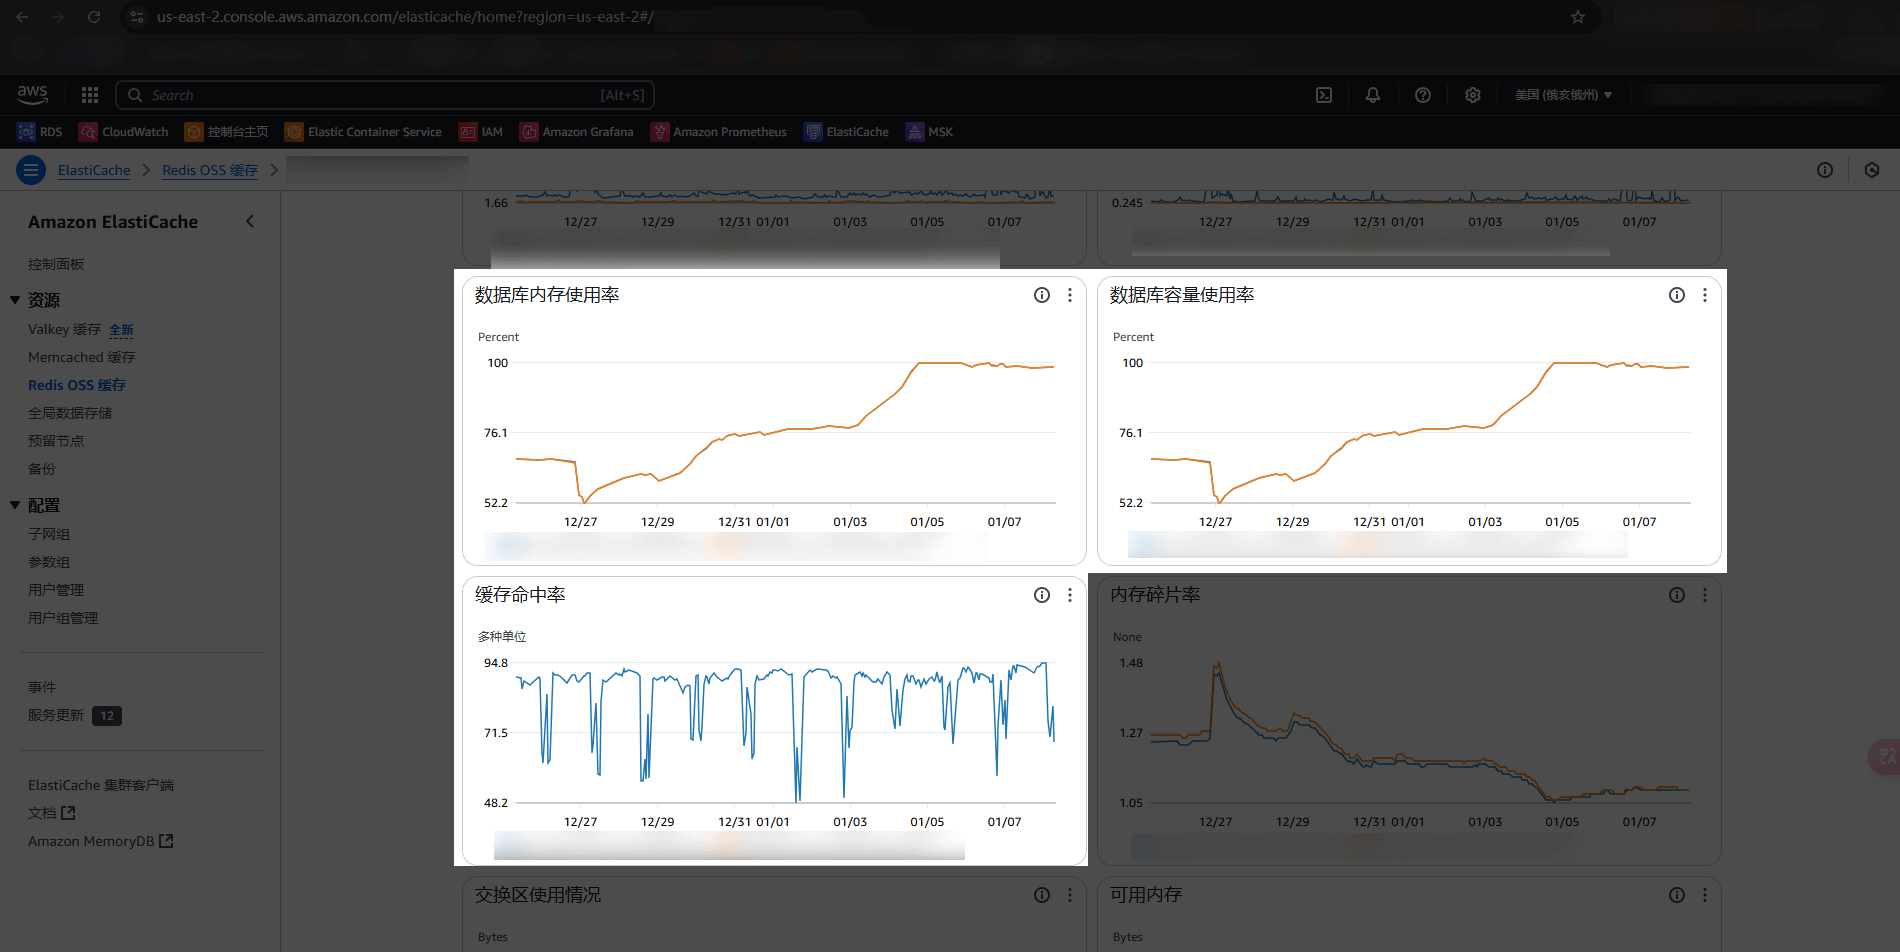 us-east-2.console.aws.amazon.com/elasticache/home?region=us-east-2#/
aws
Search
[Alt+S]
美国 (俄亥俄州)
RDS
CloudWatch
控制台主页
Elastic Container Service
IAM
Amazon Grafana
Amazon Prometheus
ElastiCache
MSK
ElastiCache
Redis OSS 缓存
Amazon ElastiCache
控制面板
资源
Valkey 缓存 全新
Memcached 缓存
Redis OSS 缓存
全局数据存储
预留节点
备份
配置
子网组
参数组
用户管理
用户组管理
事件
服务更新 12
ElastiCache 集群客户端
文档
Amazon MemoryDB
1.66
12/27 12/29 12/31 01/01 01/03 01/05 01/07
0.245
12/27 12/29 12/31 01/01 01/03 01/05 01/07
数据库内存使用率
Percent
100
76.1
52.2
12/27 12/29 12/31 01/01 01/03 01/05 01/07
数据库容量使用率
Percent
100
76.1
52.2
12/27 12/29 12/31 01/01 01/03 01/05 01/07
缓存命中率
多种单位
94.8
71.5
48.2
12/27 12/29 12/31 01/01 01/03 01/05 01/07
内存碎片率
None
1.48
1.27
1.05
12/27 12/29 12/31 01/01 01/03 01/05 01/07
交换区使用情况
Bytes
可用内存
Bytes